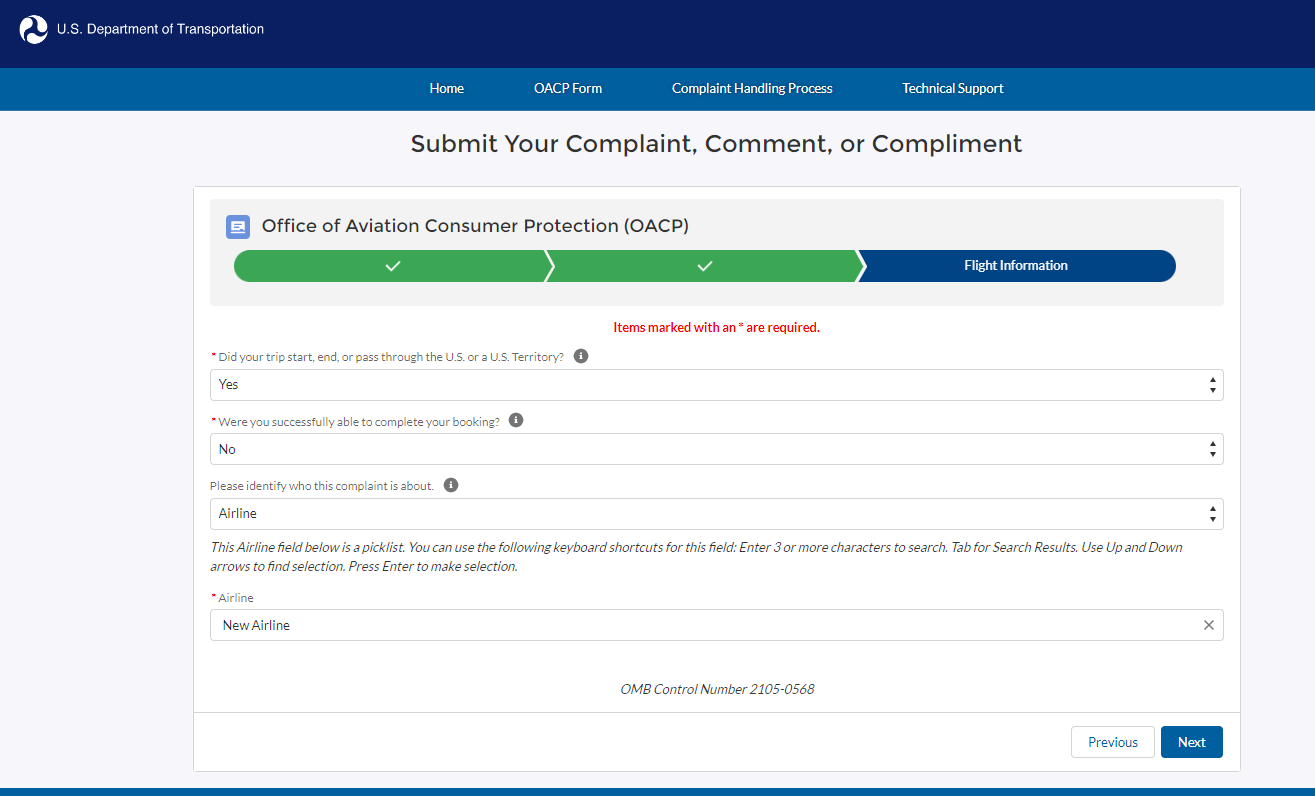 U.S. Department of Transportation
Home OACP Form Complaint Handling Process Technical Support
Submit Your Complaint, Comment, or Compliment
Office of Aviation Consumer Protection (OACP)
Flight Information
Items marked with an * are required.
* Did your trip start, end, or pass through the U.S. or a U.S. Territory?
Yes
* Were you successfully able to complete your booking?
No
Please identify who this complaint is about.
Airline
This Airline field below is a picklist. You can use the following keyboard shortcuts for this field: Enter 3 or more characters to search. Tab for Search Results. Use Up and Down
arrows to find selection. Press Enter to make selection.
* Airline
New Airline
OMB Control Number 2105-0568
Previous Next